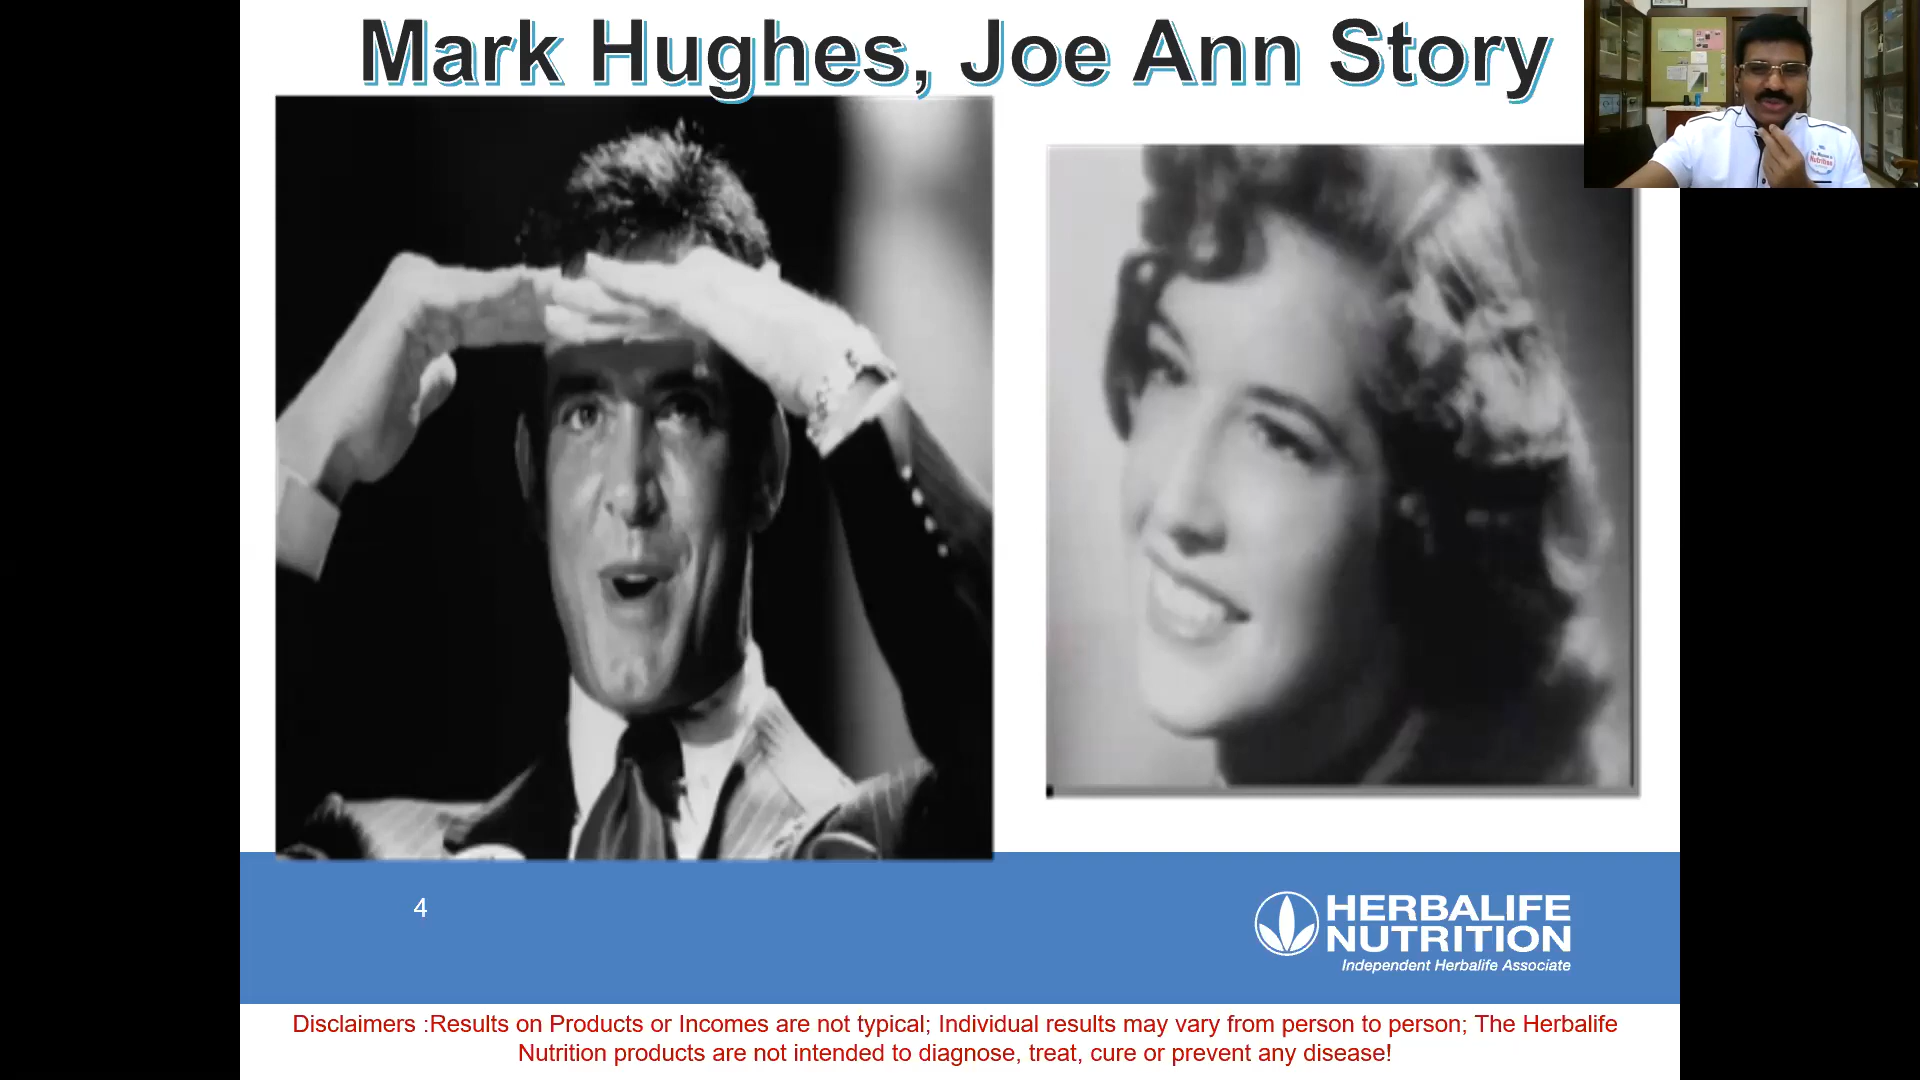 Mark Hughes, Joe Ann Story
4
HERBALIFE
NUTRITION
Independent Herbalife Associate
Disclaimers :Results on Products or Incomes are not typical; Individual results may vary from person to person; The Herbalife
Nutrition products are not intended to diagnose, treat, cure or prevent any disease!
Nutrition